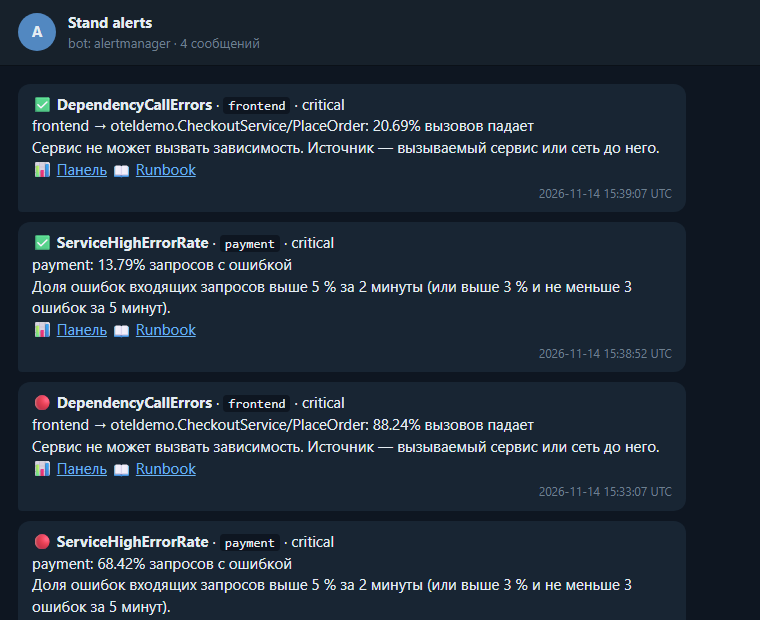 A
Stand alerts
bot: alertmanager · 4 сообщений
✅ DependencyCallErrors · frontend · critical
frontend → oteldemo.CheckoutService/PlaceOrder: 20.69% вызовов падает
Сервис не может вызвать зависимость. Источник — вызываемый сервис или сеть до него.
📊 Панель 📖 Runbook
2026-11-14 15:39:07 UTC
✅ ServiceHighErrorRate · payment · critical
payment: 13.79% запросов с ошибкой
Доля ошибок входящих запросов выше 5 % за 2 минуты (или выше 3 % и не меньше 3
ошибок за 5 минут).
📊 Панель 📖 Runbook
2026-11-14 15:38:52 UTC
🔴 DependencyCallErrors · frontend · critical
frontend → oteldemo.CheckoutService/PlaceOrder: 88.24% вызовов падает
Сервис не может вызвать зависимость. Источник — вызываемый сервис или сеть до него.
📊 Панель 📖 Runbook
2026-11-14 15:33:07 UTC
🔴 ServiceHighErrorRate · payment · critical
payment: 68.42% запросов с ошибкой
Доля ошибок входящих запросов выше 5 % за 2 минуты (или выше 3 % и не меньше 3
ошибок за 5 минут).